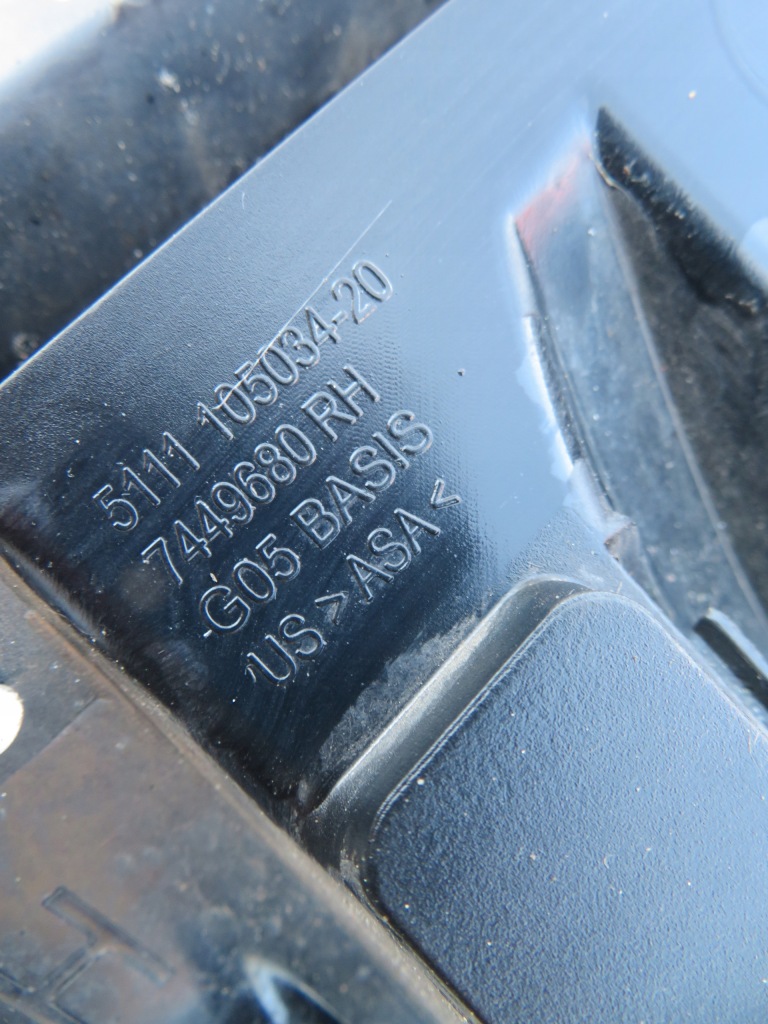 5111 105034-20
7449680 RH
G05 BASIS
US >ASA<